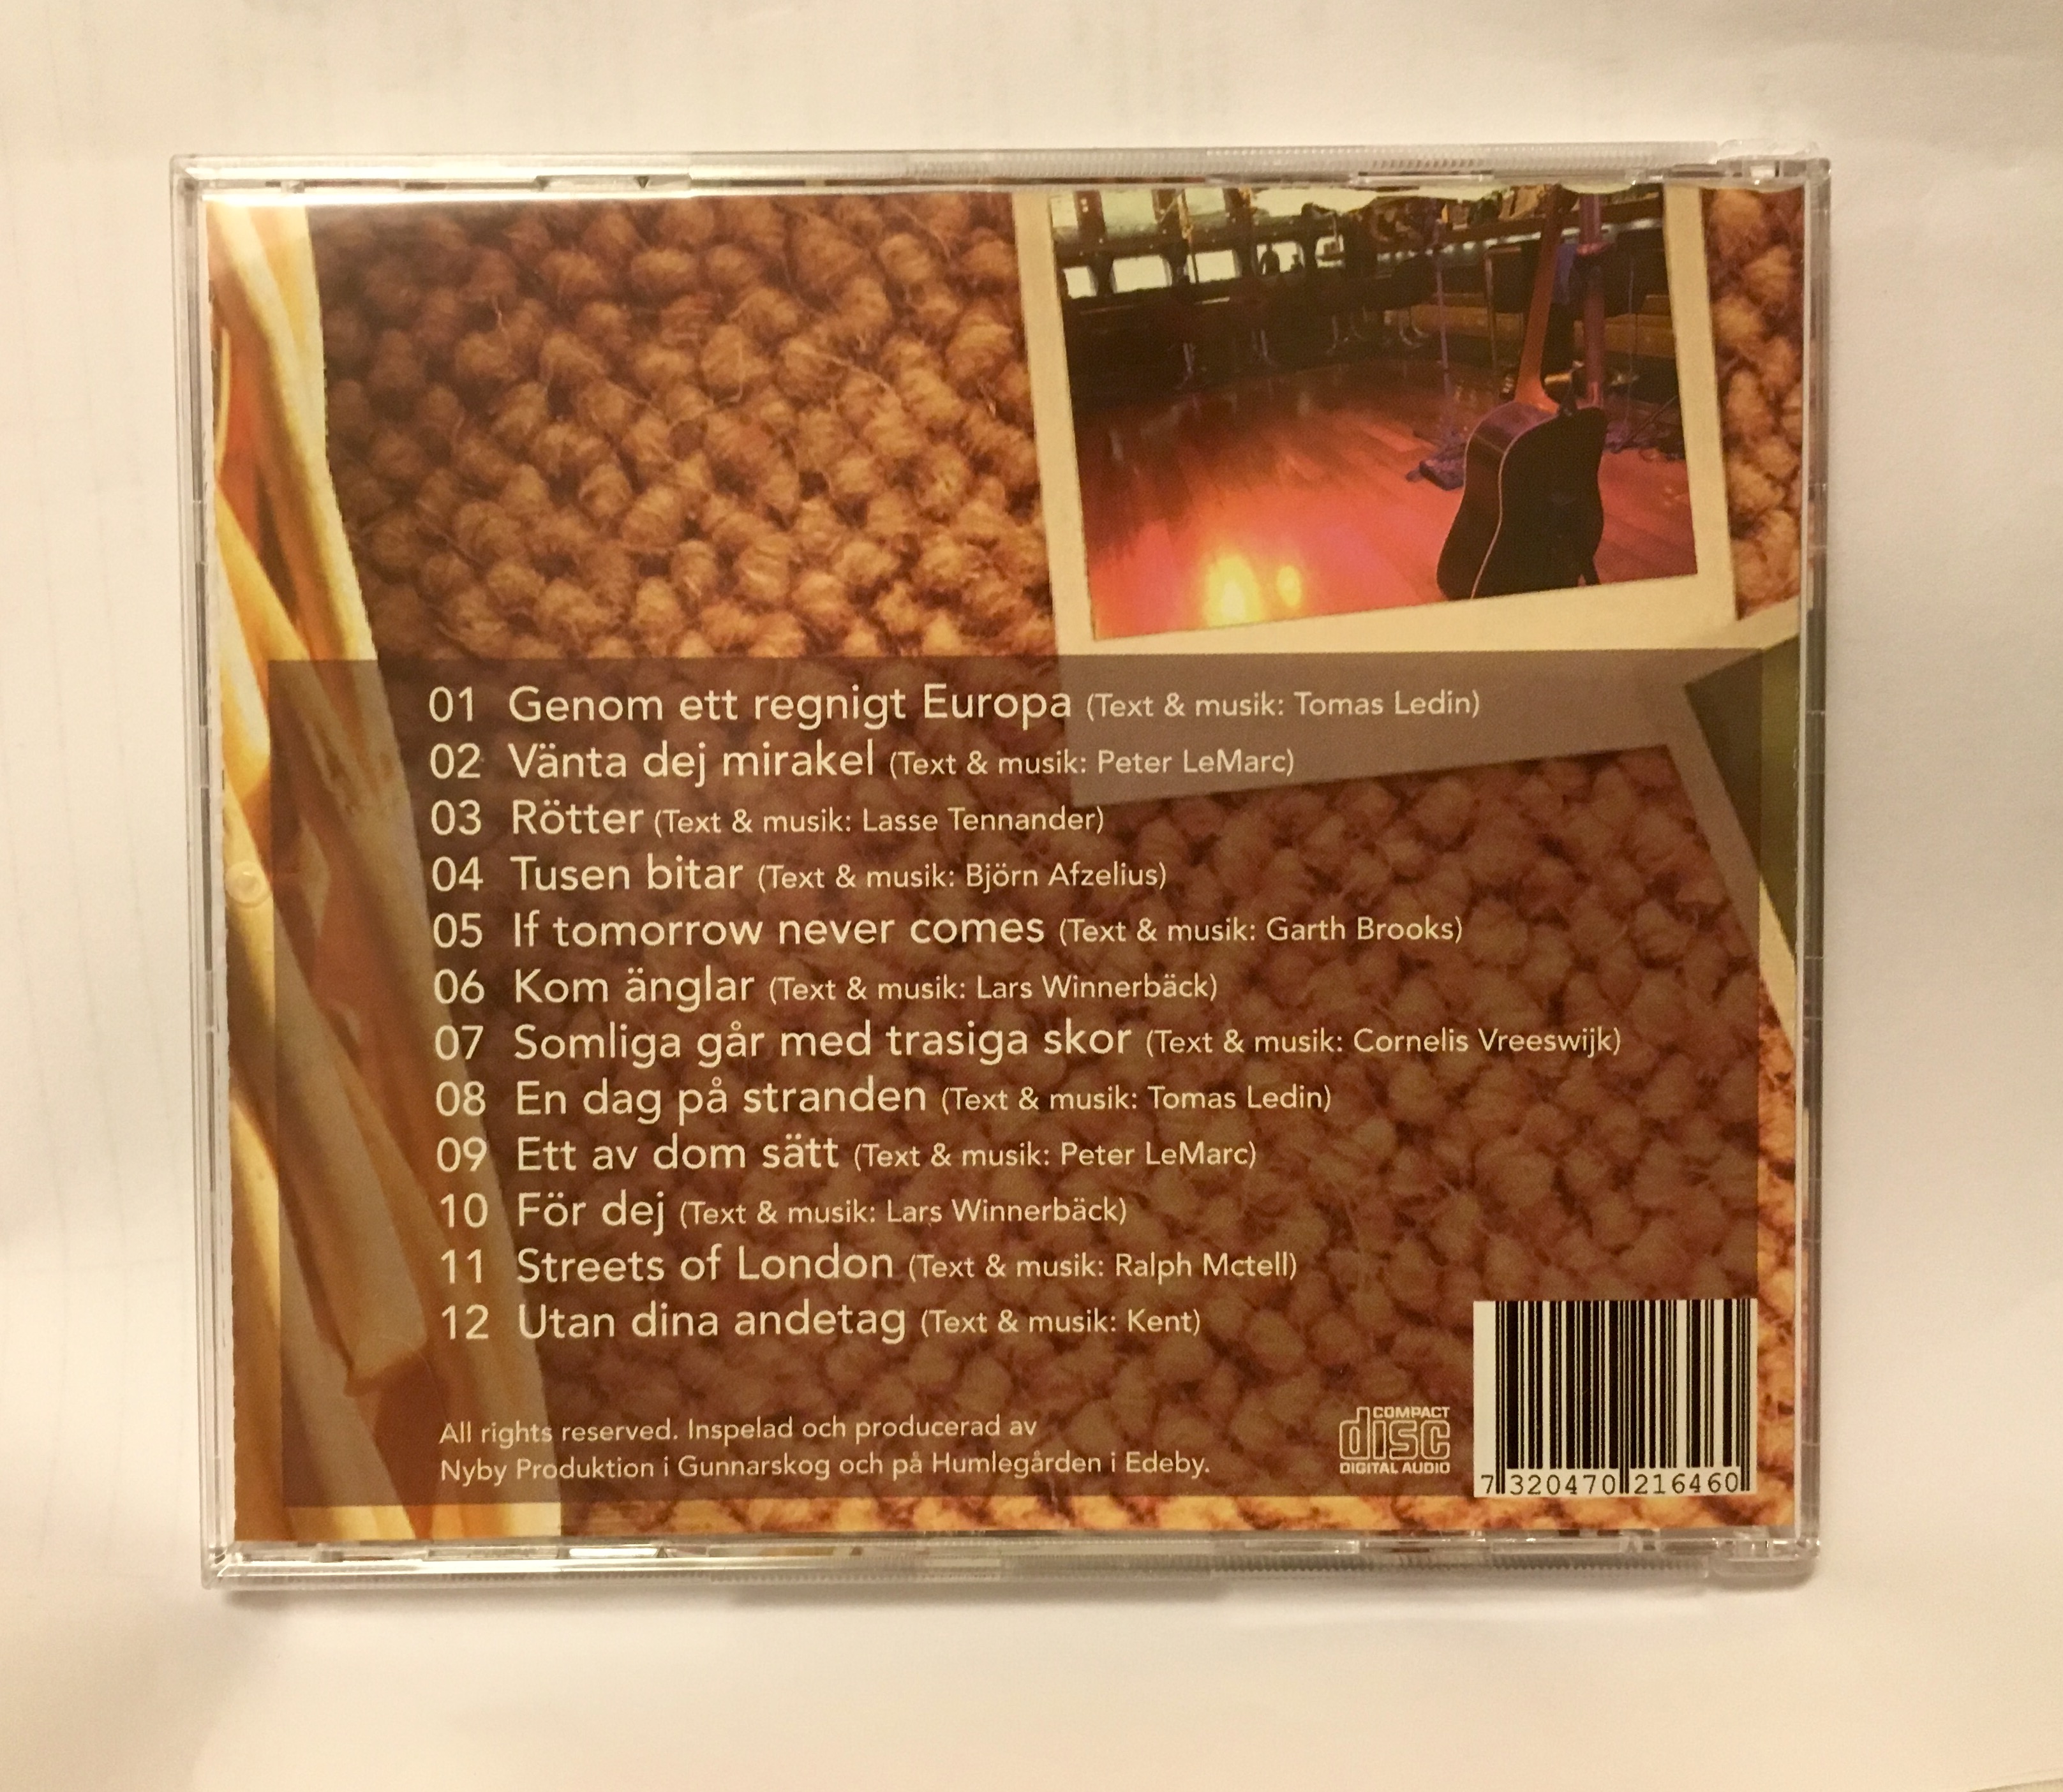 01 Genom ett regnigt Europa (Text & musik: Tomas Ledin)
02 Vänta dej mirakel (Text & musik: Peter LeMarc)
03 Rötter (Text & musik: Lasse Tennander)
04 Tusen bitar (Text & musik: Björn Afzelius)
05 If tomorrow never comes (Text & musik: Garth Brooks)
06 Kom änglar (Text & musik: Lars Winnerbäck)
07 Somliga går med trasiga skor (Text & musik: Cornelis Vreeswijk)
08 En dag på stranden (Text & musik: Tomas Ledin)
09 Ett av dom sätt (Text & musik: Peter LeMarc)
10 För dej (Text & musik: Lars Winnerbäck)
11 Streets of London (Text & musik: Ralph Mctell)
12 Utan dina andetag (Text & musik: Kent)
All rights reserved. Inspelad och producerad av
Nyby Produktion i Gunnarskog och på Humlegården i Edeby.
COMPACT
disc
DIGITAL AUDIO
7 320470 216460